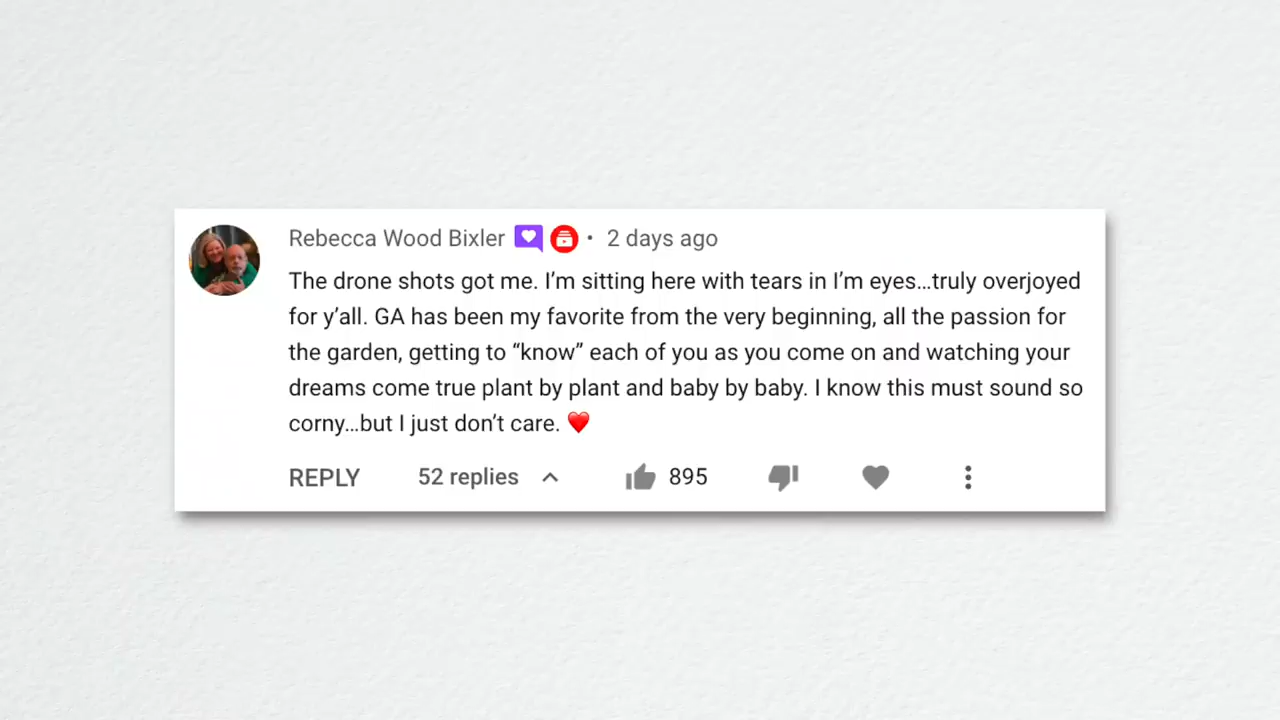 Rebecca Wood Bixler • 2 days ago
The drone shots got me. I’m sitting here with tears in I’m eyes…truly overjoyed
for y’all. GA has been my favorite from the very beginning, all the passion for
the garden, getting to “know” each of you as you come on and watching your
dreams come true plant by plant and baby by baby. I know this must sound so
corny…but I just don’t care. ❤️
REPLY 52 replies 895